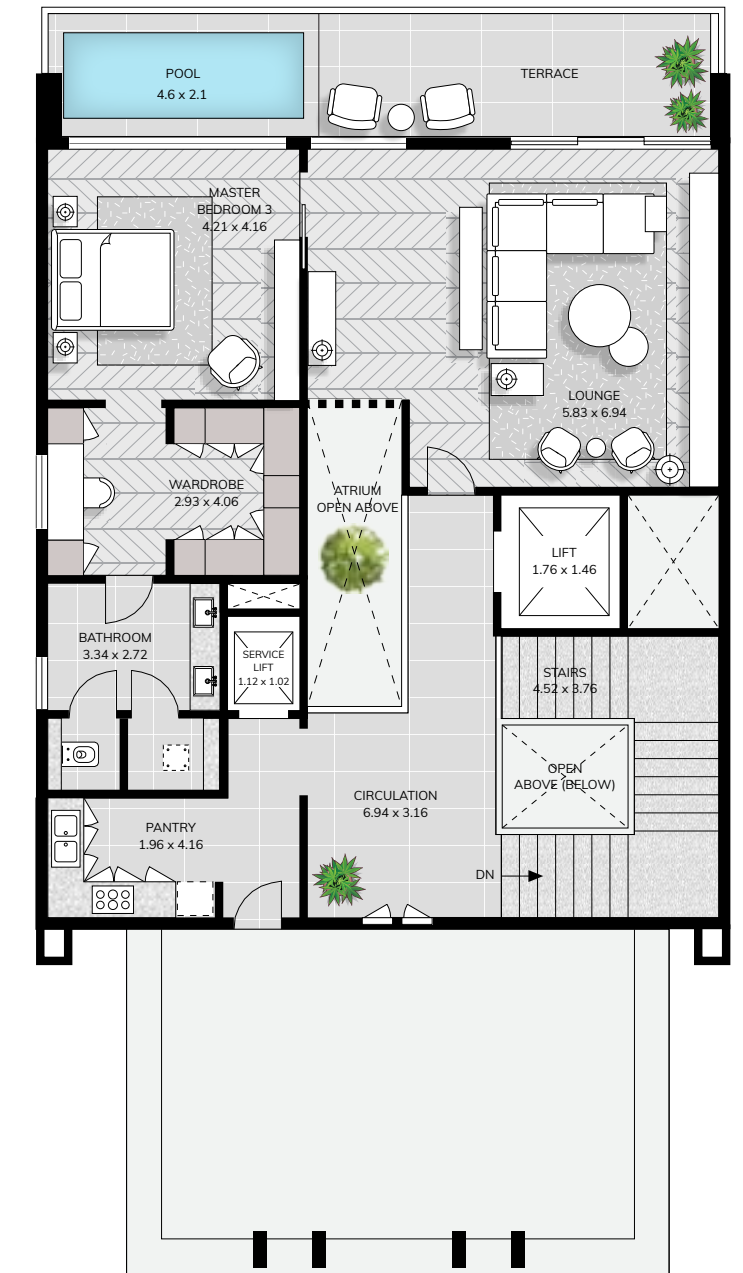 POOL
4.6 x 2.1
TERRACE
MASTER
BEDROOM 3
4.21 x 4.16
LOUNGE
5.83 x 6.94
WARDROBE
2.93 x 4.06
ATRIUM
OPEN ABOVE
LIFT
1.76 x 1.46
BATHROOM
3.34 x 2.72
SERVICE
LIFT
1.12 x 1.02
STAIRS
4.52 x 3.76
OPEN
ABOVE (BELOW)
CIRCULATION
6.94 x 3.16
PANTRY
1.96 x 4.16
DN